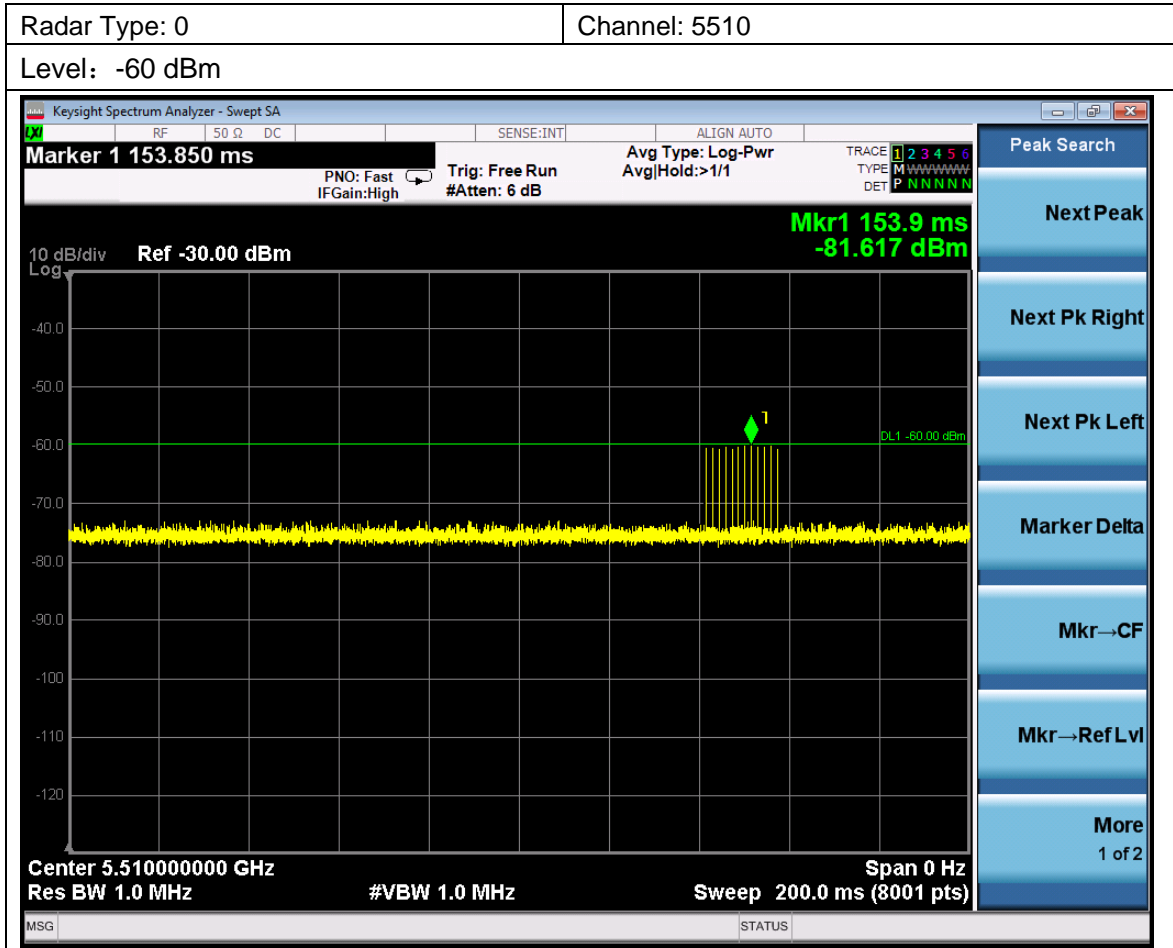 Radar Type: 0 Channel: 5510
Level：-60 dBm
Keysight Spectrum Analyzer - Swept SA
LXI RF 50 Ω DC SENSE:INT ALIGN AUTO
Marker 1 153.850 ms
PNO: Fast
IFGain:High
Trig: Free Run
#Atten: 6 dB
Avg Type: Log-Pwr
Avg|Hold:>1/1
TRACE 1 2 3 4 5 6
TYPE M W W W W W
DET P N N N N N
Mkr1 153.9 ms
-81.617 dBm
10 dB/div Ref -30.00 dBm
Log
-40.0
-50.0
-60.0
-70.0
-80.0
-90.0
-100
-110
-120
1
DL1 -60.00 dBm
Center 5.510000000 GHz Span 0 Hz
Res BW 1.0 MHz #VBW 1.0 MHz Sweep 200.0 ms (8001 pts)
MSG STATUS
Peak Search
Next Peak
Next Pk Right
Next Pk Left
Marker Delta
Mkr→CF
Mkr→Ref Lvl
More
1 of 2